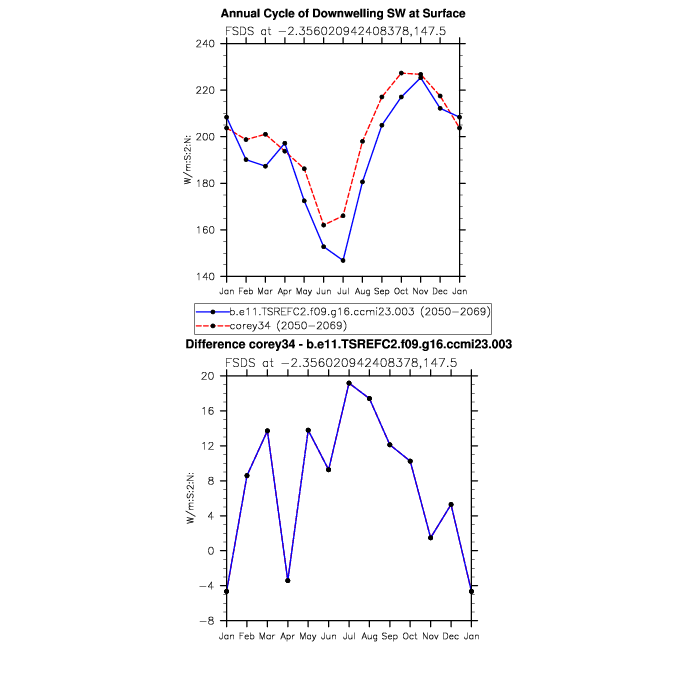 Annual Cycle of Downwelling SW at Surface
FSDS at −2.356020942408378,147.5
240
220
200
180
160
140
W/m:S:2:N:
Jan Feb Mar Apr May Jun Jul Aug Sep Oct Nov Dec Jan
b.e11.TSREFC2.f09.g16.ccmi23.003 (2050−2069)
corey34 (2050−2069)
Difference corey34 - b.e11.TSREFC2.f09.g16.ccmi23.003
FSDS at −2.356020942408378,147.5
20
16
12
8
4
0
−4
−8
W/m:S:2:N:
Jan Feb Mar Apr May Jun Jul Aug Sep Oct Nov Dec Jan